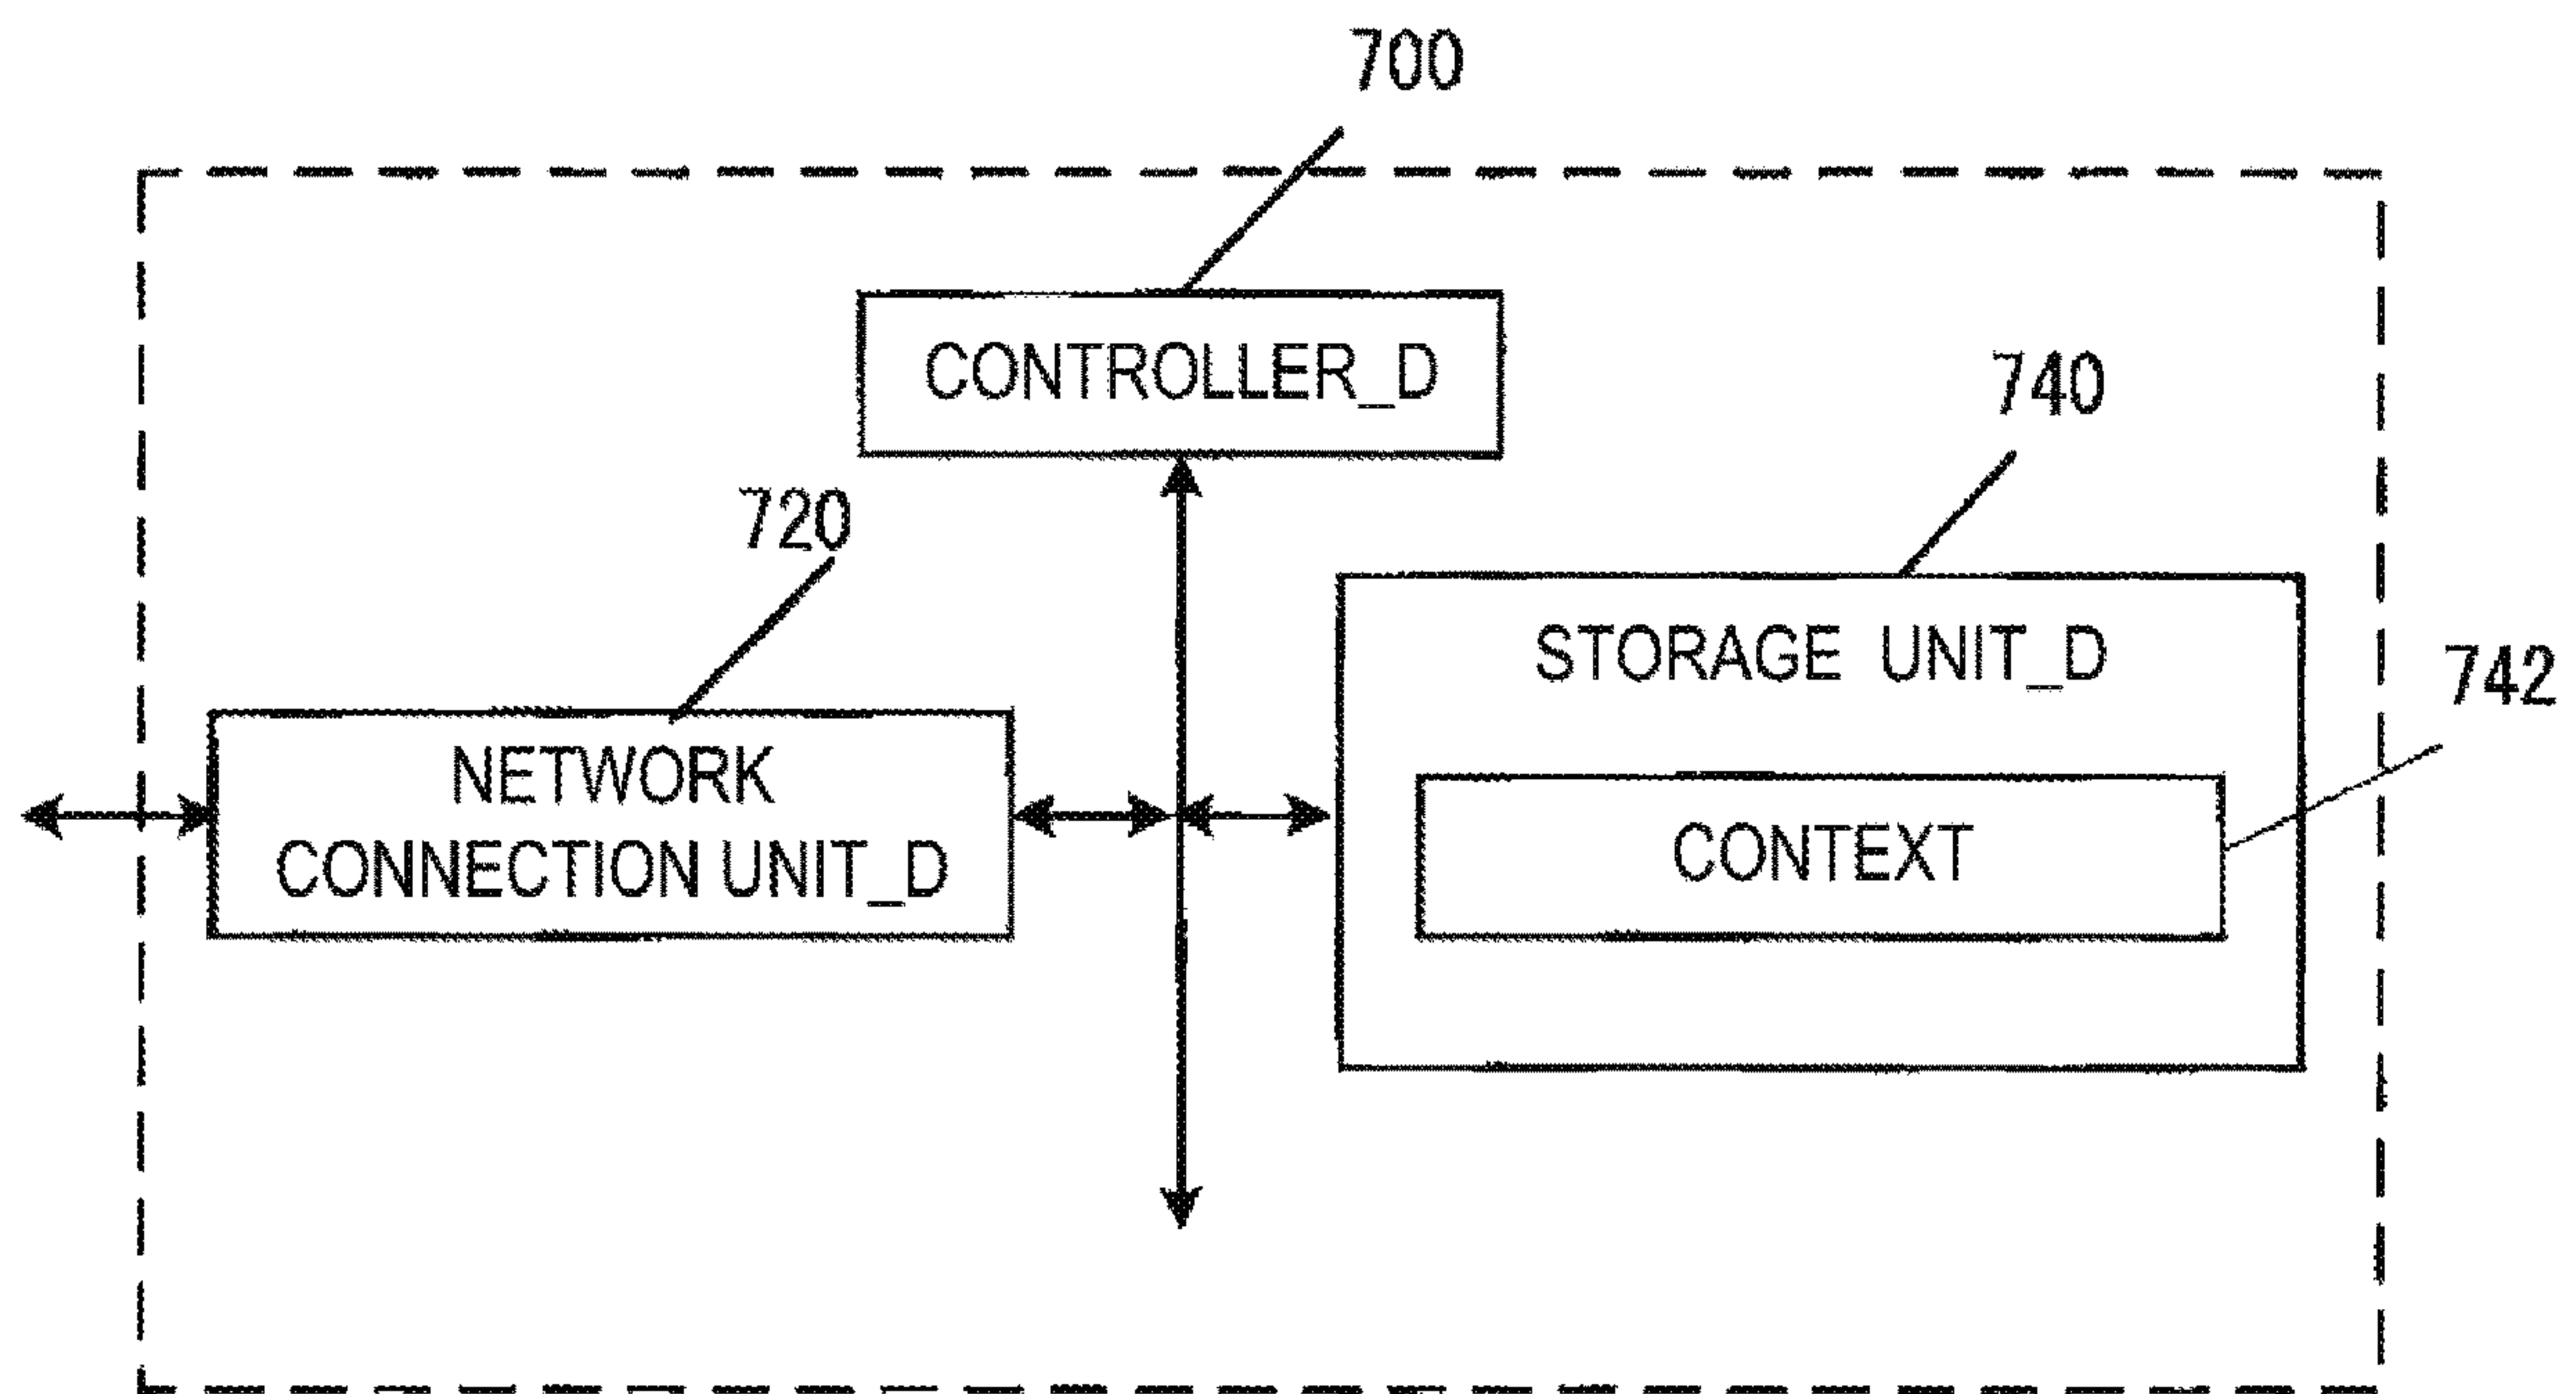 700
CONTROLLER_D
740
720
STORAGE UNIT_D
742
NETWORK
CONNECTION UNIT_D
CONTEXT